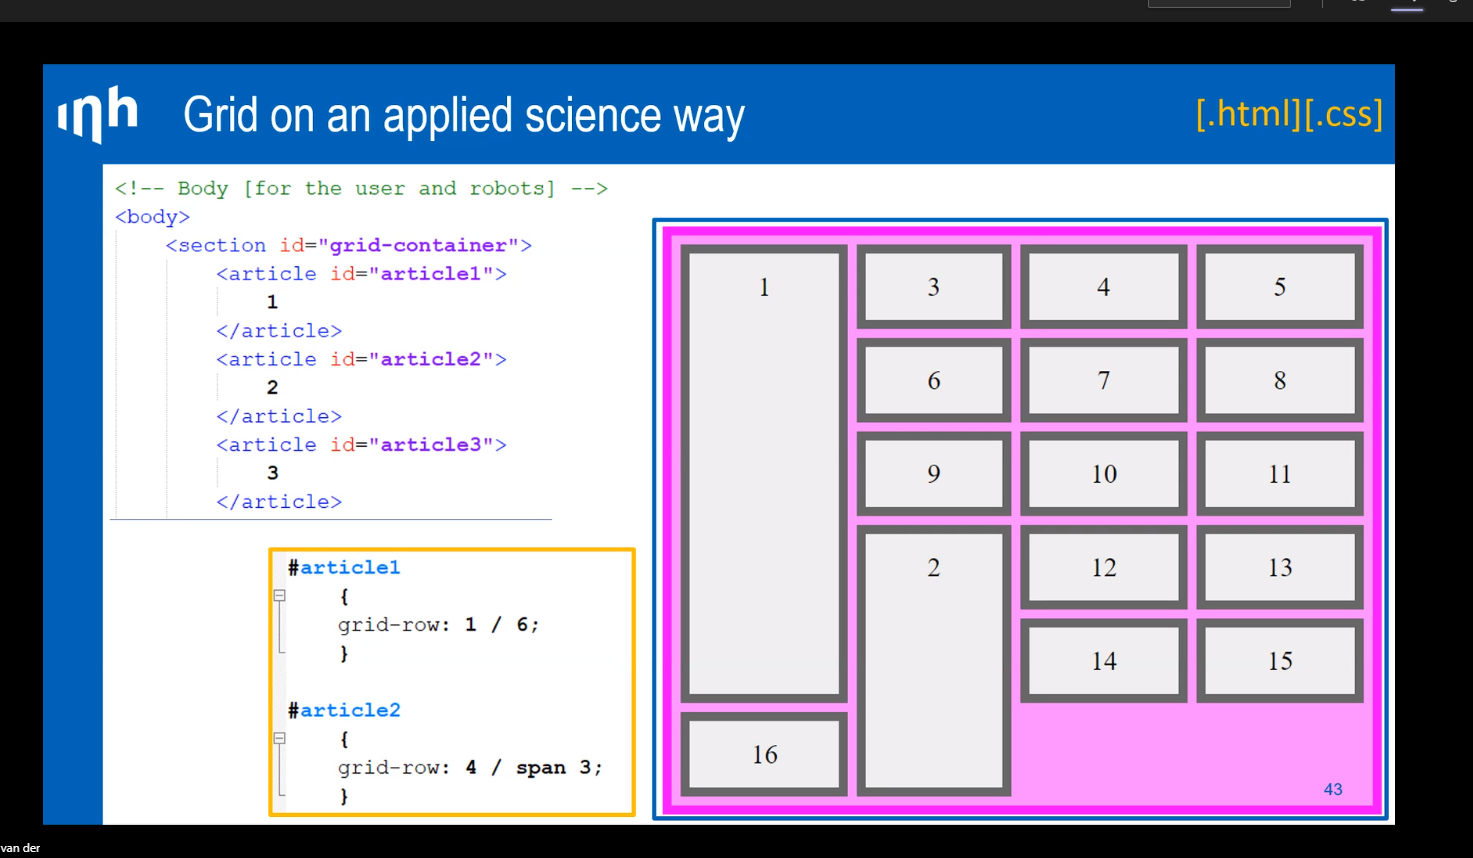 inh
Grid on an applied science way
[.html][.css]
<!-- Body [for the user and robots] -->
<body>
<section id="grid-container">
<article id="article1">
1
</article>
<article id="article2">
2
</article>
<article id="article3">
3
</article>
#article1
{
grid-row: 1 / 6;
}
#article2
{
grid-row: 4 / span 3;
}
1
3
4
5
6
7
8
9
10
11
2
12
13
14
15
16
43
van der